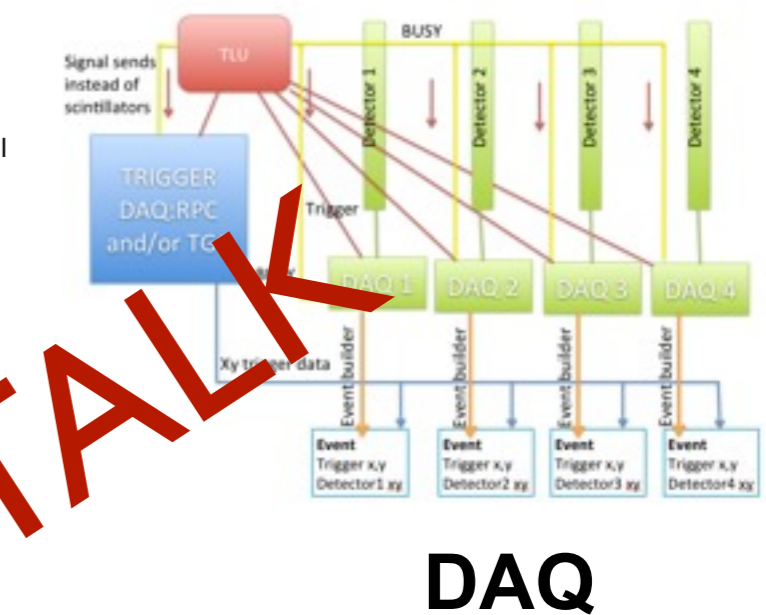 BUSY
TLU
Signal sends
instead of
scintillators
Detector 1
Detector 2
Detector 3
Detector 4
l
TRIGGER
DAQ:RPC
and/or
Trigger
DAQ 1
DAQ 2
DAQ 3
DAQ 4
Xy trigger data
Event builder
Event builder
Event builder
Event builder
TALK
Event
Trigger x,y
Detector1 xy
Event
Trigger x,y
Detector2 xy
Event
Trigger x,y
Detector3 xy
Event
Trigger x,y
Detector4 xy
DAQ